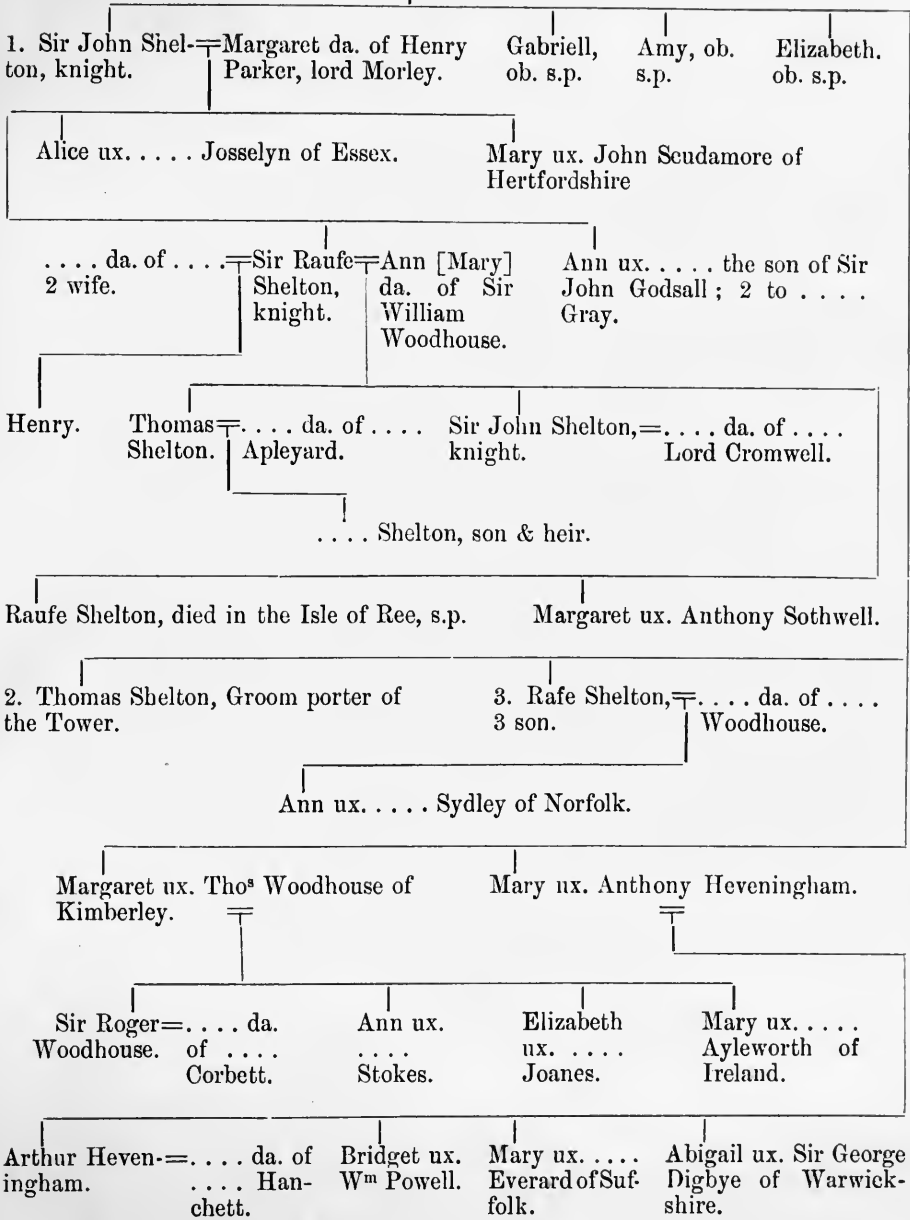 1. Sir John Shel-
ton, knight.
Margaret da. of Henry
Parker, lord Morley.
Gabriell,
ob. s.p.
Amy, ob.
s.p.
Elizabeth.
ob. s.p.
Alice ux. . . . . Josselyn of Essex.
Mary ux. John Scudamore of
Hertfordshire
. . . . da. of . . . .
2 wife.
Sir Raufe
Shelton,
knight.
Ann [Mary]
da. of Sir
William
Woodhouse.
Ann ux. . . . . the son of Sir
John Godsall ; 2 to . . . .
Gray.
Henry.
Thomas
Shelton.
. . . . da. of . . . .
Apleyard.
Sir John Shelton,
knight.
. . . . da. of . . . .
Lord Cromwell.
. . . . Shelton, son & heir.
Raufe Shelton, died in the Isle of Ree, s.p.
Margaret ux. Anthony Sothwell.
2. Thomas Shelton, Groom porter of
the Tower.
3. Rafe Shelton,
3 son.
. . . . da. of . . . .
Woodhouse.
Ann ux. . . . . Sydley of Norfolk.
Margaret ux. Thoˢ Woodhouse of
Kimberley.
Mary ux. Anthony Heveningham.
Sir Roger
Woodhouse.
. . . . da.
of . . . .
Corbett.
Ann ux.
. . . .
Stokes.
Elizabeth
ux. . . . .
Joanes.
Mary ux. . . . .
Ayleworth of
Ireland.
Arthur Heven-
ingham.
. . . . da. of
. . . . Han-
chett.
Bridget ux.
Wᵐ Powell.
Mary ux. . . . .
Everard of Suf-
folk.
Abigail ux. Sir George
Digbye of Warwick-
shire.